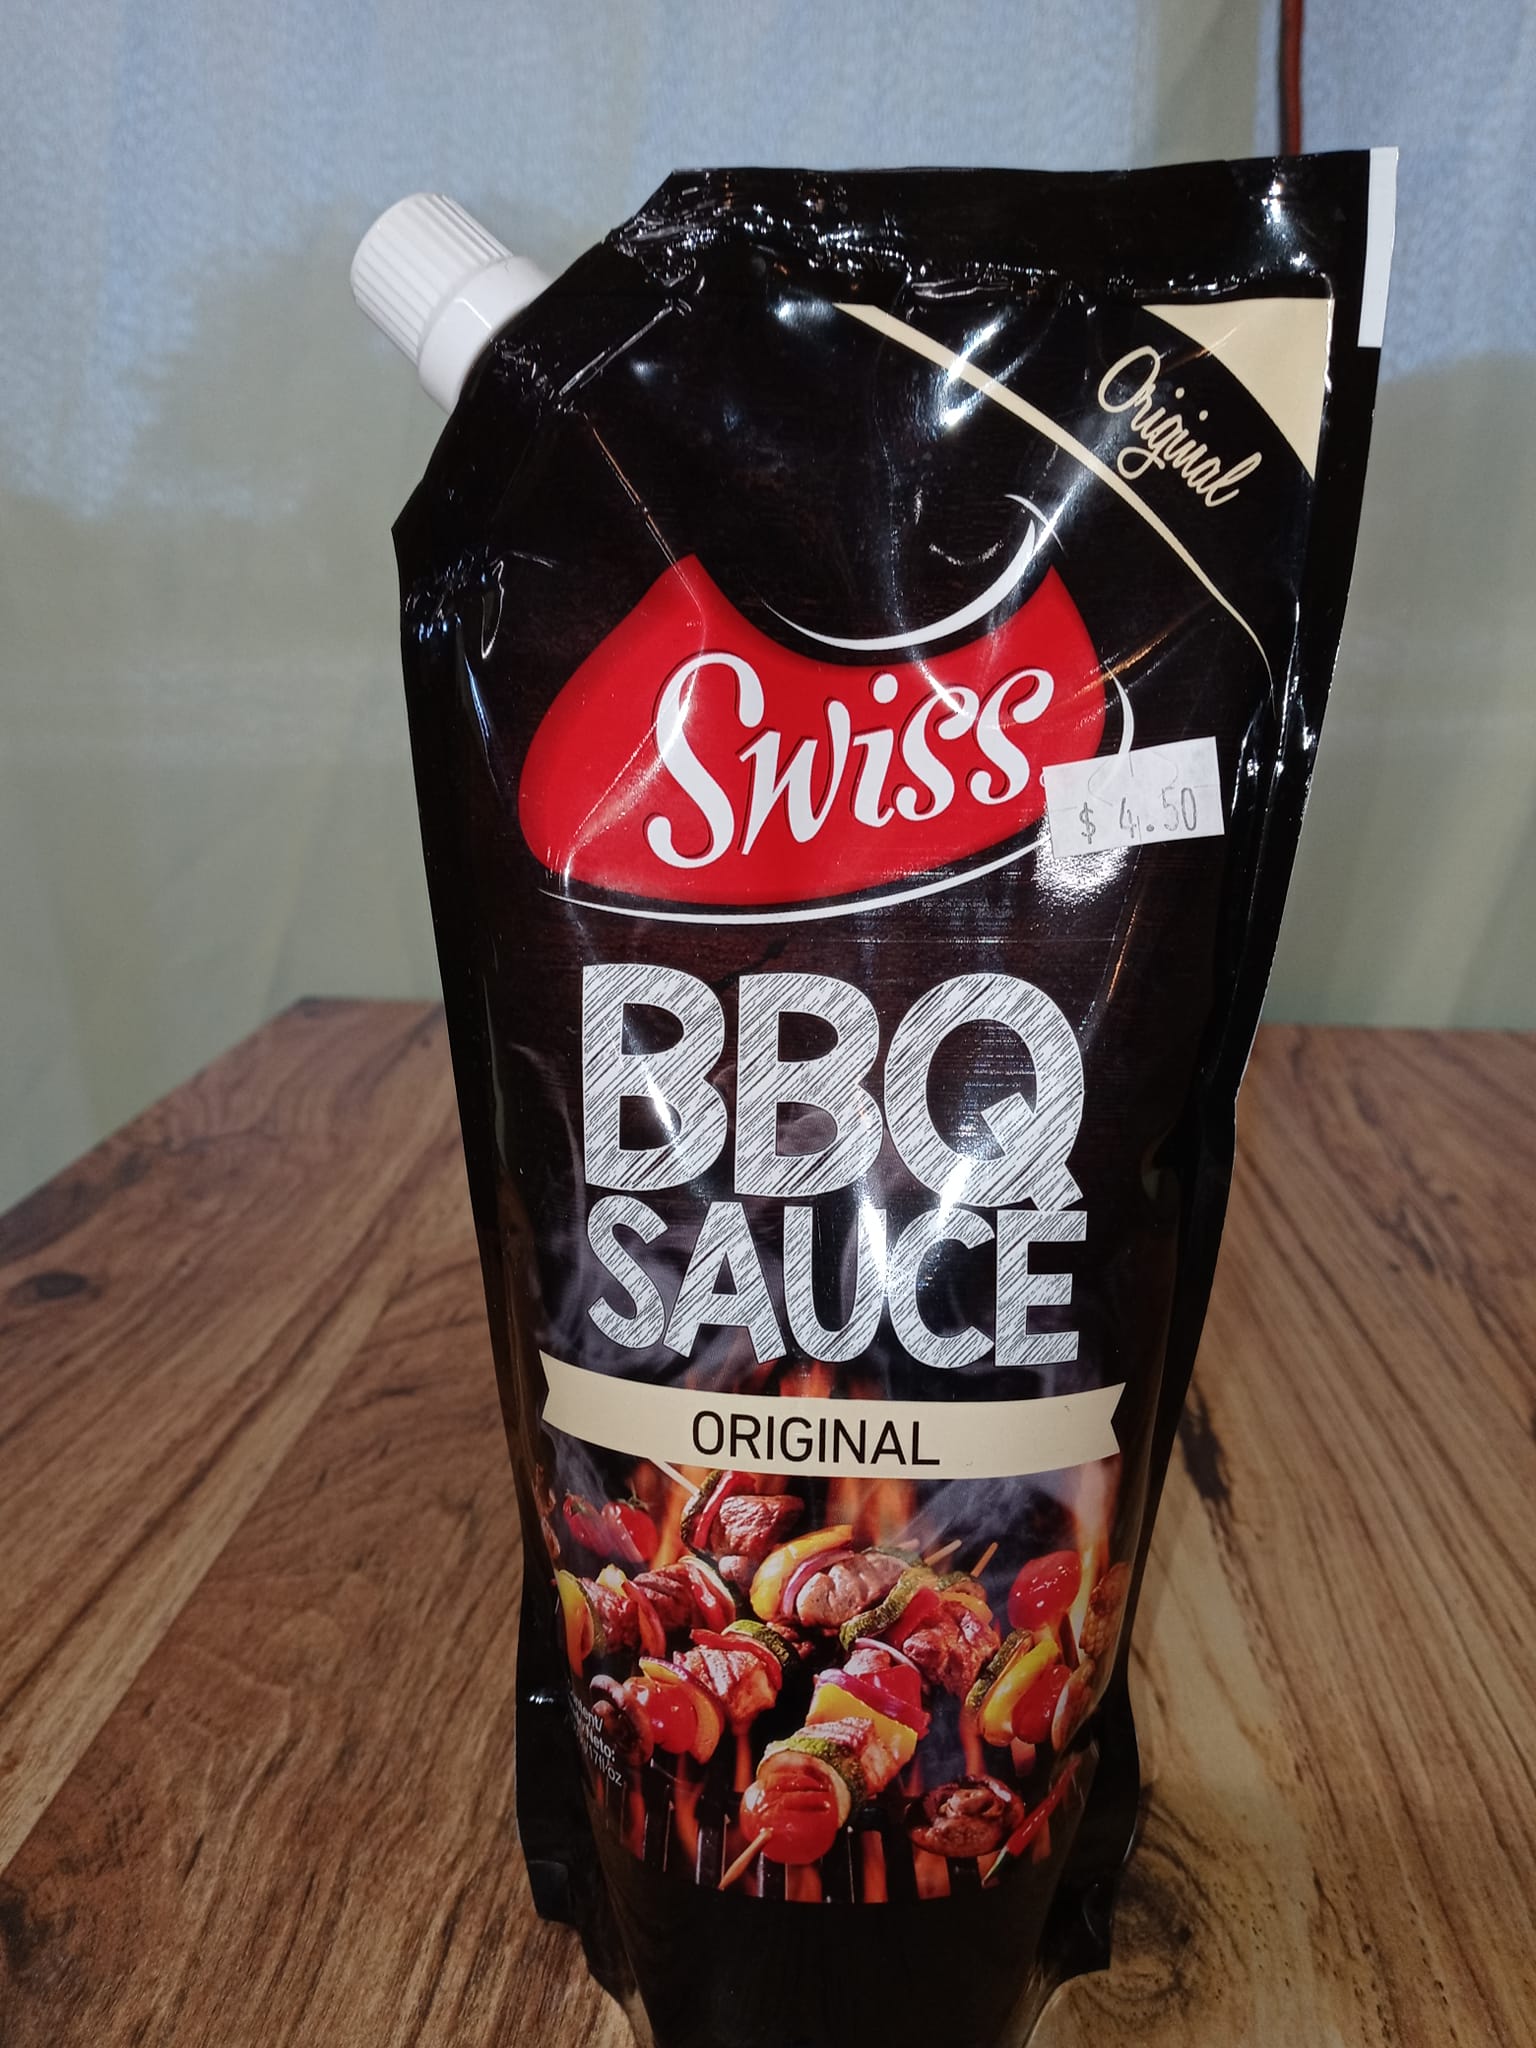 Original
Swiss
$ 4.50
BBQ
SAUCE
ORIGINAL